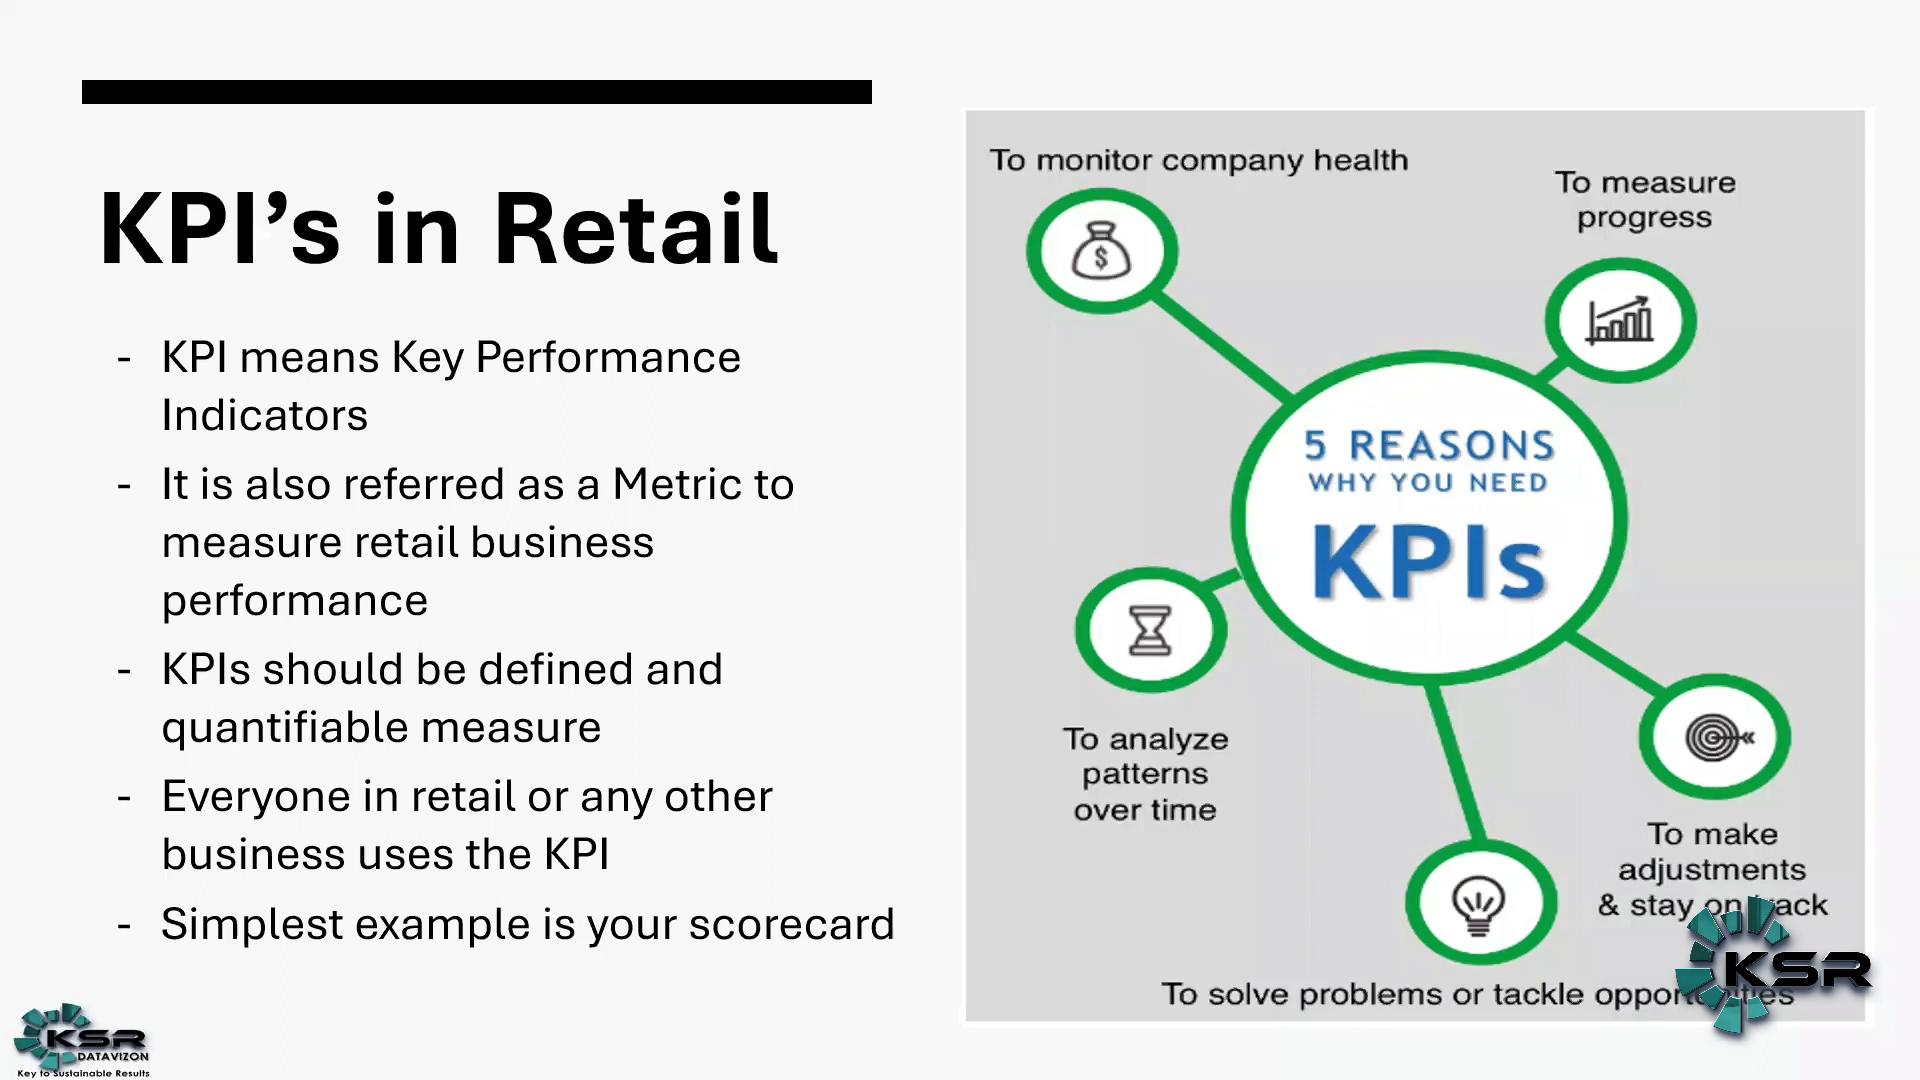 KPI’s in Retail
- KPI means Key Performance
Indicators
- It is also referred as a Metric to
measure retail business
performance
- KPIs should be defined and
quantifiable measure
- Everyone in retail or any other
business uses the KPI
- Simplest example is your scorecard
To monitor company health
$
To measure
progress
5 REASONS
WHY YOU NEED
KPIs
To analyze
patterns
over time
To make
adjustments
& stay on track
To solve problems or tackle opportunities
KSR
KSR
DATAVIZON
Key to Sustainable Results